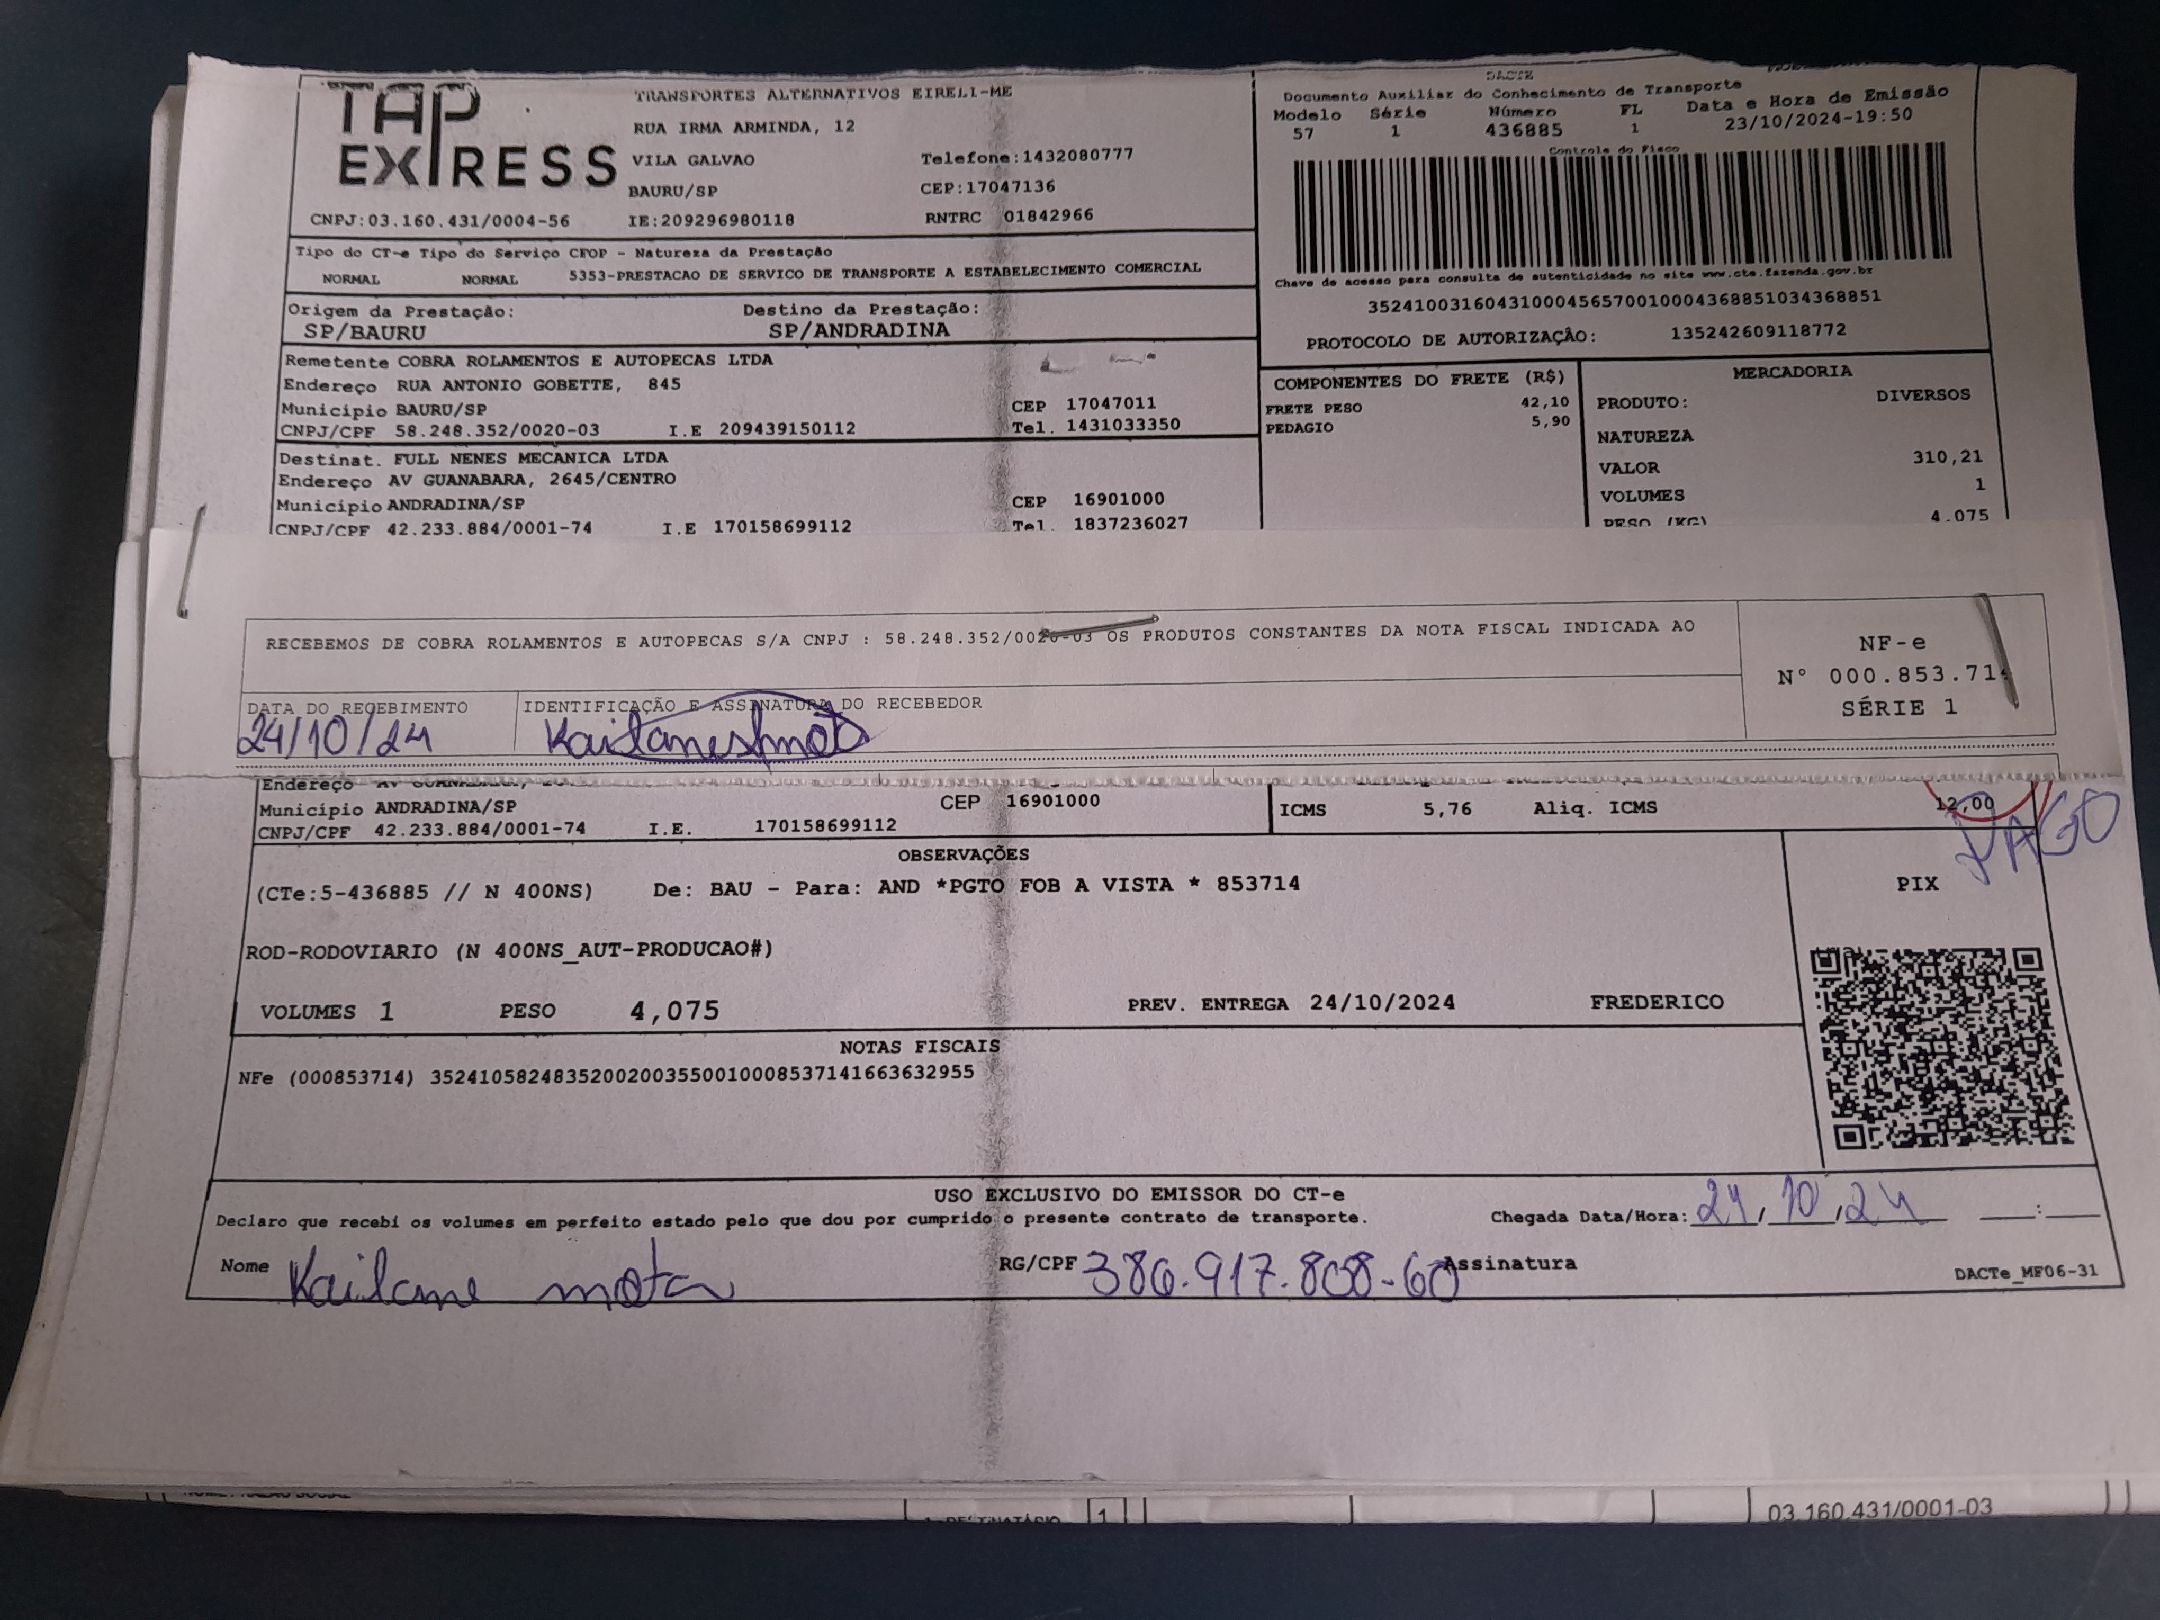 TAP EXPRESS
TRANSPORTES ALTERNATIVOS EIRELI-ME
RUA IRMA ARMINDA, 12
VILA GALVAO Telefone:1432080777
BAURU/SP CEP:17047136
CNPJ:03.160.431/0004-56 IE:209296980118 RNTRC 01842966
DACTE
Documento Auxiliar do Conhecimento de Transporte
Modelo Série Número FL Data e Hora de Emissão
57 1 436885 1 23/10/2024-19:50
Controle do Fisco
Chave de acesso para consulta de autenticidade no site www.cte.fazenda.gov.br
35241003160431000456570010004368851034368851
PROTOCOLO DE AUTORIZAÇÃO: 135242609118772
Tipo do CT-e Tipo do Serviço CFOP - Natureza da Prestação
NORMAL NORMAL 5353-PRESTACAO DE SERVICO DE TRANSPORTE A ESTABELECIMENTO COMERCIAL
Origem da Prestação: Destino da Prestação:
SP/BAURU SP/ANDRADINA
Remetente COBRA ROLAMENTOS E AUTOPECAS LTDA
Endereço RUA ANTONIO GOBETTE, 845
Município BAURU/SP CEP 17047011
CNPJ/CPF 58.248.352/0020-03 I.E 209439150112 Tel. 1431033350
Destinat. FULL NENES MECANICA LTDA
Endereço AV GUANABARA, 2645/CENTRO
Município ANDRADINA/SP CEP 16901000
CNPJ/CPF 42.233.884/0001-74 I.E 170158699112 Tel. 1837236027
COMPONENTES DO FRETE (R$)
FRETE PESO 42,10
PEDAGIO 5,90
MERCADORIA
PRODUTO: DIVERSOS
NATUREZA
VALOR 310,21
VOLUMES 1
PESO (KG) 4.075
RECEBEMOS DE COBRA ROLAMENTOS E AUTOPECAS S/A CNPJ : 58.248.352/0020-03 OS PRODUTOS CONSTANTES DA NOTA FISCAL INDICADA AO
NF-e
Nº 000.853.714
SÉRIE 1
DATA DO RECEBIMENTO IDENTIFICAÇÃO E ASSINATURA DO RECEBEDOR
24/10/24
Endereço
Município ANDRADINA/SP CEP 16901000
CNPJ/CPF 42.233.884/0001-74 I.E. 170158699112
ICMS 5,76 Aliq. ICMS 12,00
PAGO
OBSERVAÇÕES
(CTe:5-436885 // N 400NS) De: BAU - Para: AND *PGTO FOB A VISTA * 853714
ROD-RODOVIARIO (N 400NS_AUT-PRODUCAO#)
VOLUMES 1 PESO 4,075 PREV. ENTREGA 24/10/2024 FREDERICO
PIX
NOTAS FISCAIS
NFe (000853714) 35241058248352002003550010008537141663632955
USO EXCLUSIVO DO EMISSOR DO CT-e
Declaro que recebi os volumes em perfeito estado pelo que dou por cumprido o presente contrato de transporte. Chegada Data/Hora: 24/10/24 __:__
Nome Kailane mota RG/CPF 386.917.808-60 Assinatura
DACTe_MF06-31
03.160.431/0001-03